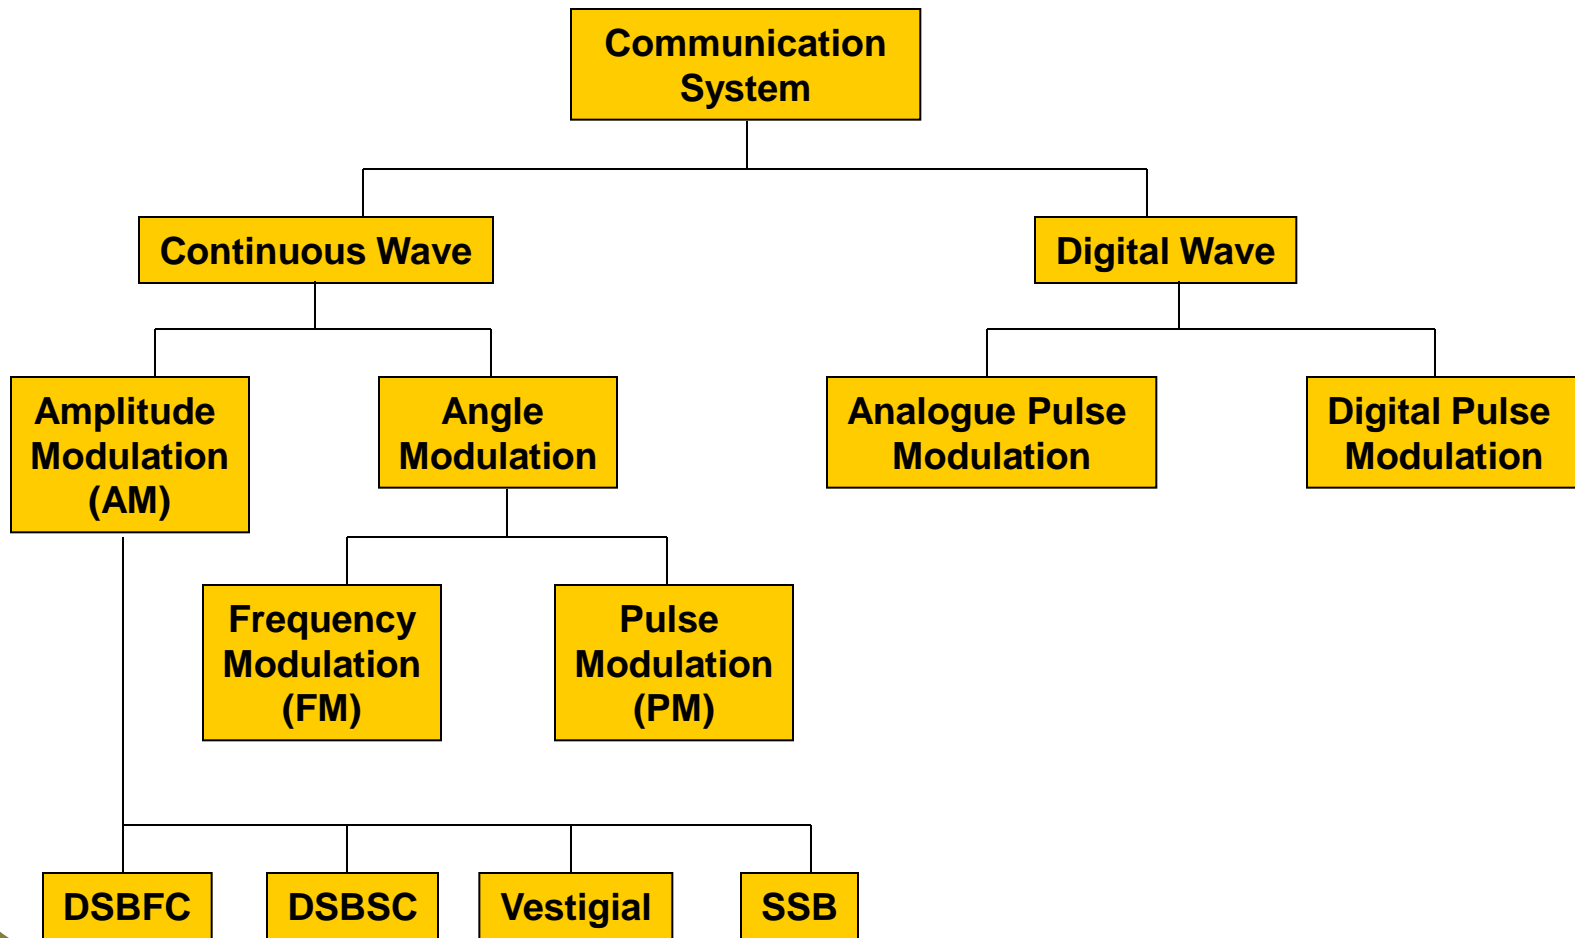 Communication
System
Continuous Wave
Digital Wave
Amplitude
Modulation
(AM)
Angle
Modulation
Analogue Pulse
Modulation
Digital Pulse
Modulation
Frequency
Modulation
(FM)
Pulse
Modulation
(PM)
DSBFC
DSBSC
Vestigial
SSB